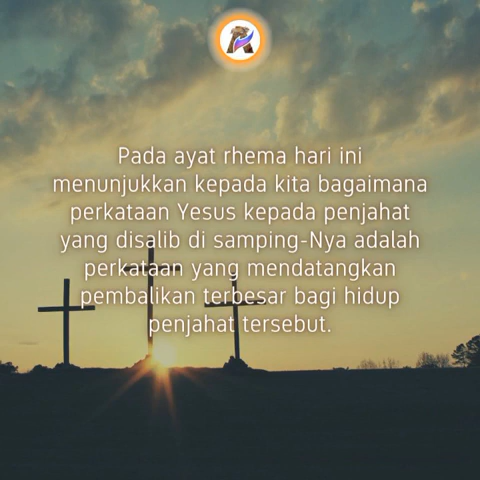 Pada ayat rhema hari ini
menunjukkan kepada kita bagaimana
perkataan Yesus kepada penjahat
yang disalib di samping-Nya adalah
perkataan yang mendatangkan
pembalikan terbesar bagi hidup
penjahat tersebut.